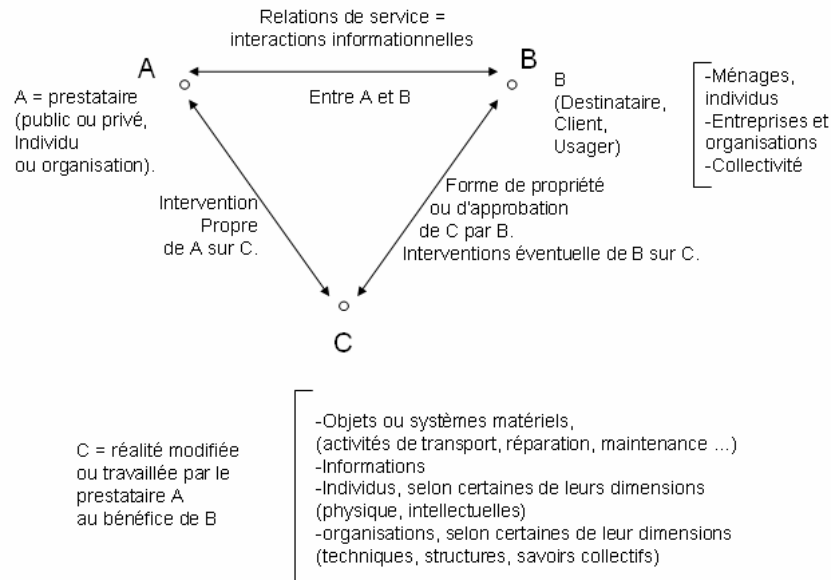 Relations de service =
interactions informationnelles
A
B
Entre A et B
A = prestataire
(public ou privé,
Individu
ou organisation).
B
(Destinataire,
Client,
Usager)
-Ménages,
individus
-Entreprises et
organisations
-Collectivité
Intervention
Propre
de A sur C.
Forme de propriété
ou d'approbation
de C par B.
Interventions éventuelle de B sur C.
C
C = réalité modifiée
ou travaillée par le
prestataire A
au bénéfice de B
-Objets ou systèmes matériels,
(activités de transport, réparation, maintenance ...)
-Informations
-Individus, selon certaines de leurs dimensions
(physique, intellectuelles)
-organisations, selon certaines de leur dimensions
(techniques, structures, savoirs collectifs)